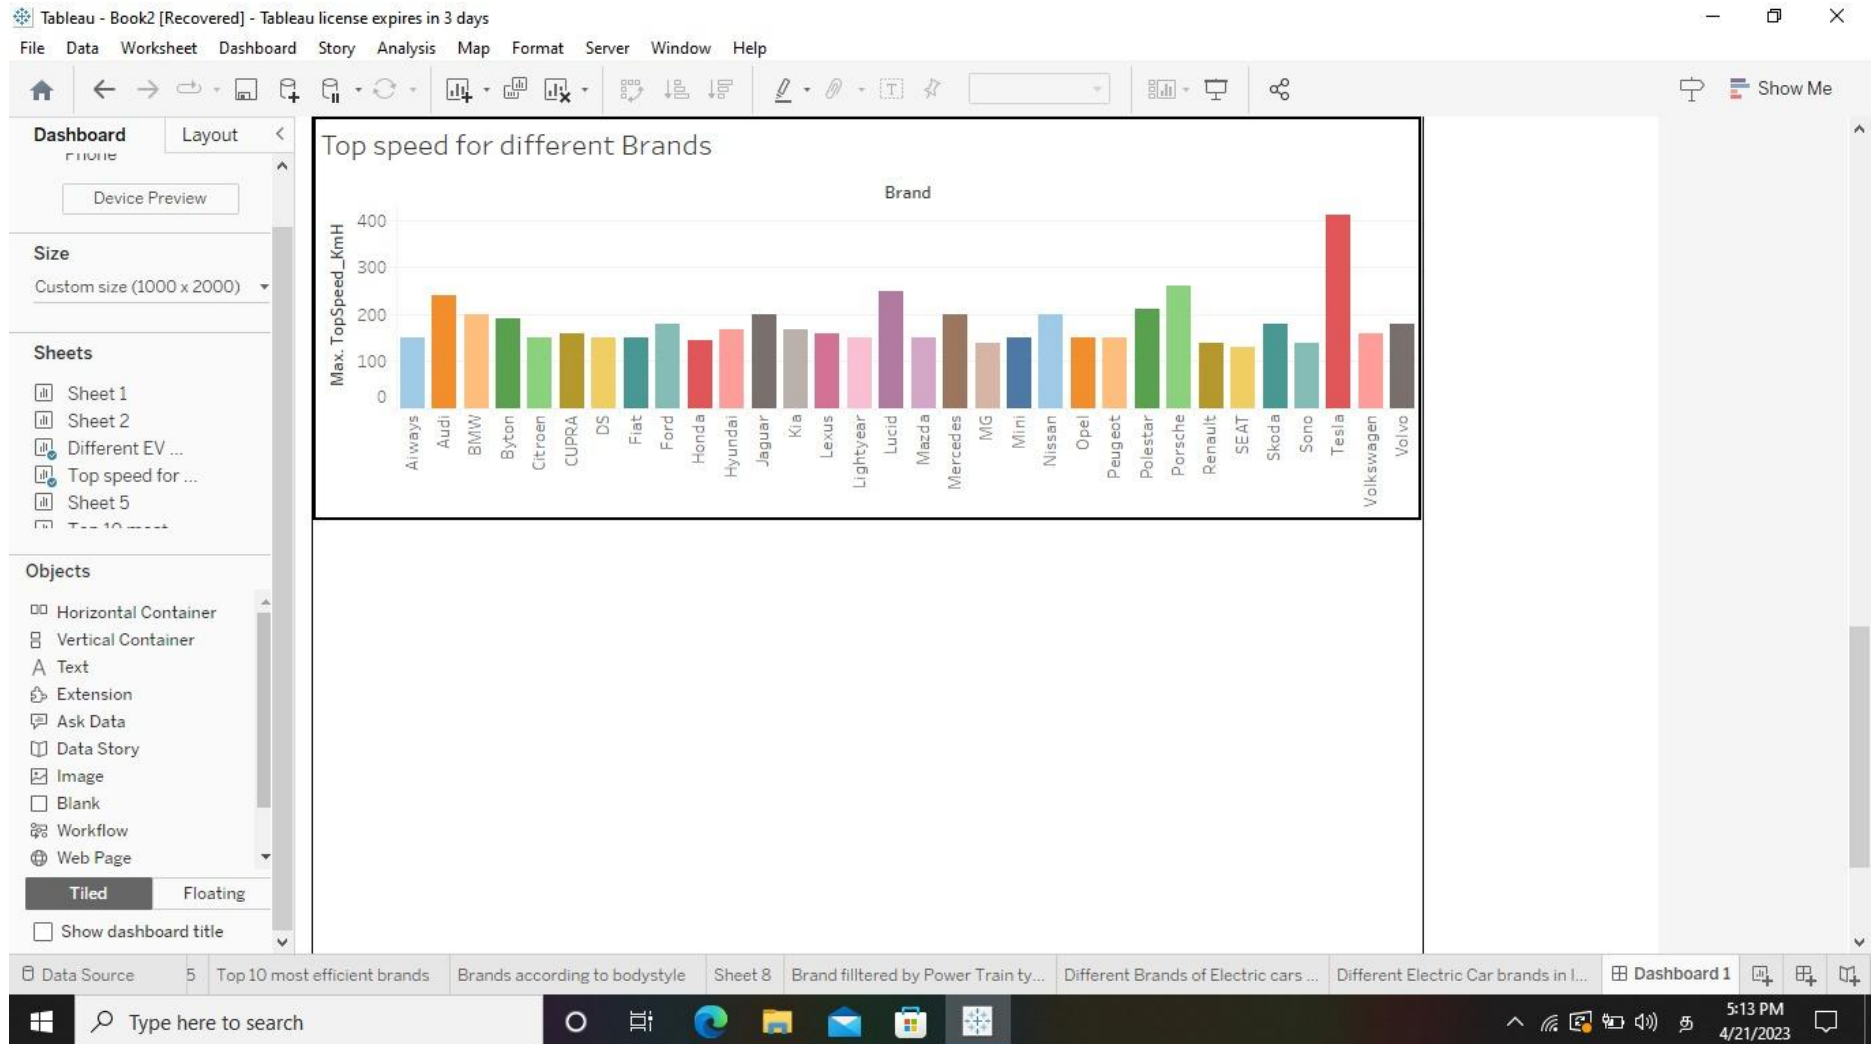 Tableau - Book2 [Recovered] - Tableau license expires in 3 days
File Data Worksheet Dashboard Story Analysis Map Format Server Window Help
Show Me
Dashboard Layout
Phone
Device Preview
Size
Custom size (1000 x 2000)
Sheets
Sheet 1
Sheet 2
Different EV ...
Top speed for ...
Sheet 5
Top 10 most
Objects
Horizontal Container
Vertical Container
Text
Extension
Ask Data
Data Story
Image
Blank
Workflow
Web Page
Tiled Floating
Show dashboard title
Top speed for different Brands
Brand
Max. TopSpeed_KmH
400
300
200
100
0
Aiways
Audi
BMW
Byton
Citroen
CUPRA
DS
Fiat
Ford
Honda
Hyundai
Jaguar
Kia
Lexus
Lightyear
Lucid
Mazda
Mercedes
MG
Mini
Nissan
Opel
Peugeot
Polestar
Porsche
Renault
SEAT
Skoda
Sono
Tesla
Volkswagen
Volvo
Data Source 5 Top 10 most efficient brands Brands according to bodystyle Sheet 8 Brand filltered by Power Train ty... Different Brands of Electric cars ... Different Electric Car brands in I... Dashboard 1
Type here to search
த
5:13 PM
4/21/2023